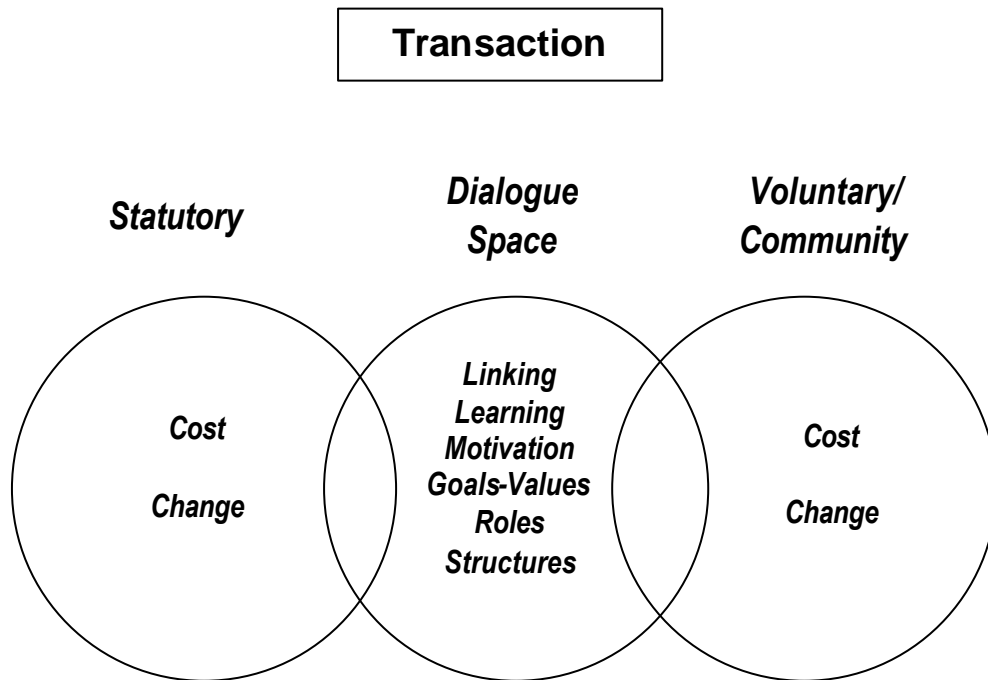 Transaction
Statutory
Dialogue
Space
Voluntary/
Community
Cost
Change
Linking
Learning
Motivation
Goals-Values
Roles
Structures
Cost
Change